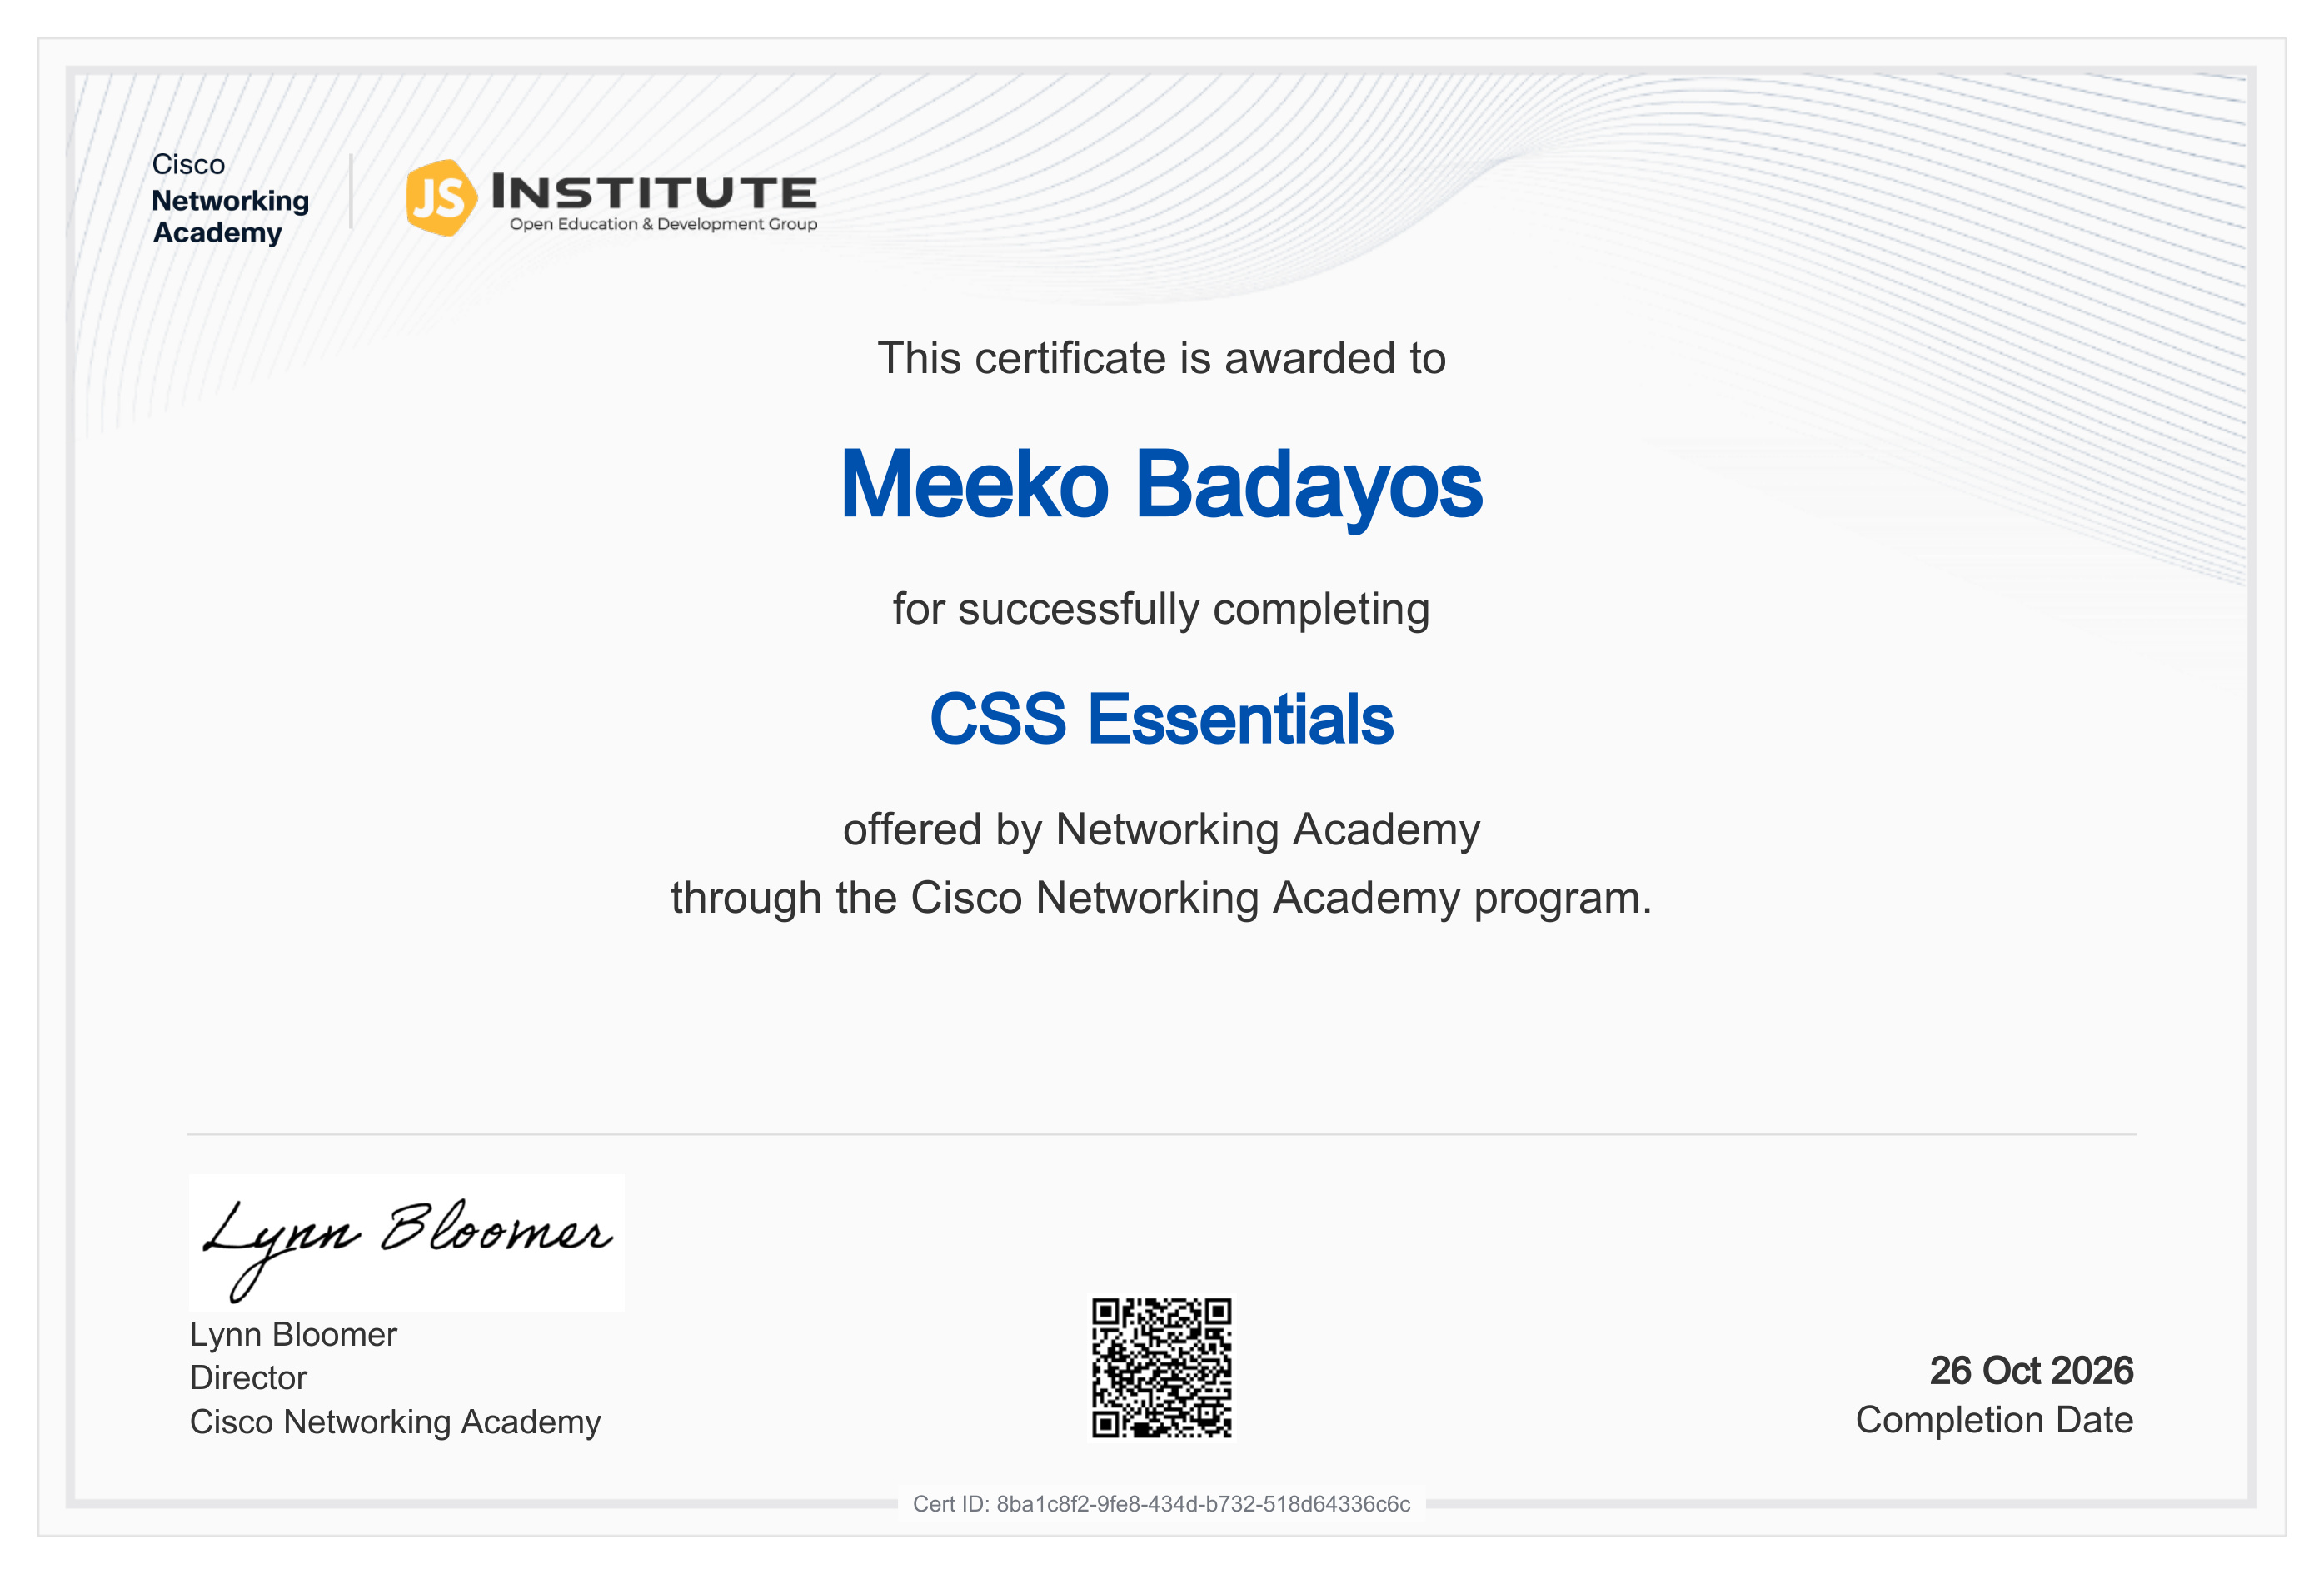 Cisco
Networking
Academy
JS INSTITUTE
Open Education & Development Group
This certificate is awarded to
Meeko Badayos
for successfully completing
CSS Essentials
offered by Networking Academy
through the Cisco Networking Academy program.
Lynn Bloomer
Lynn Bloomer
Director
Cisco Networking Academy
26 Oct 2026
Completion Date
Cert ID: 8ba1c8f2-9fe8-434d-b732-518d64336c6c